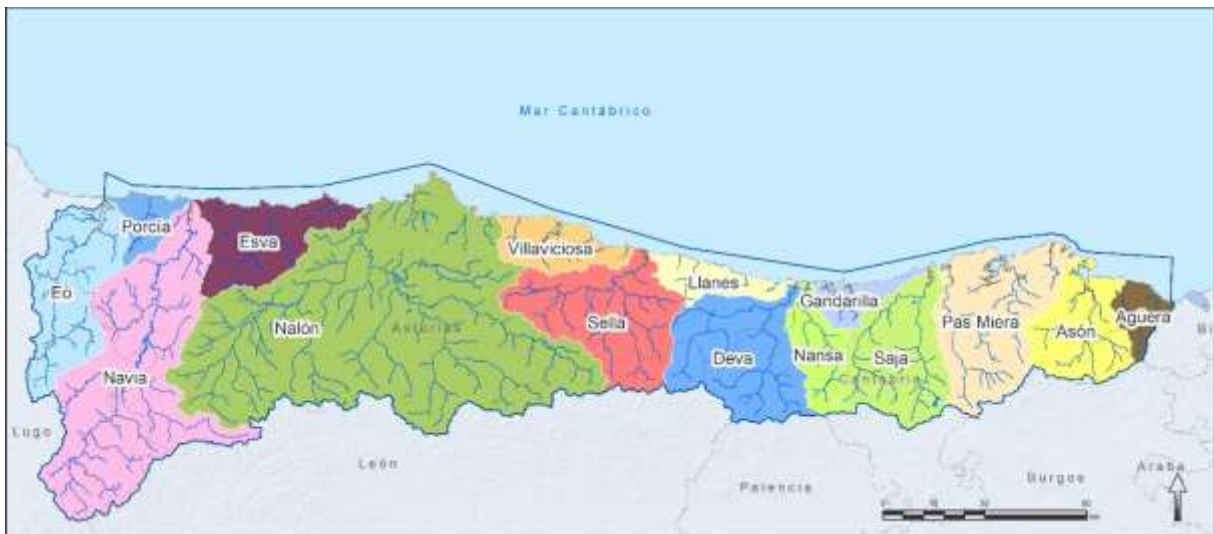 Mar Cantábrico
Porcía
Esva
Villaviciosa
Eo
Llanes
Gandarilla
Nalón
Asturias
Sella
Pas Miera
Agüera
Asón
Deva
Nansa
Saja
Cantabria
Navia
Lugo
León
Palencia
Burgos
Araba